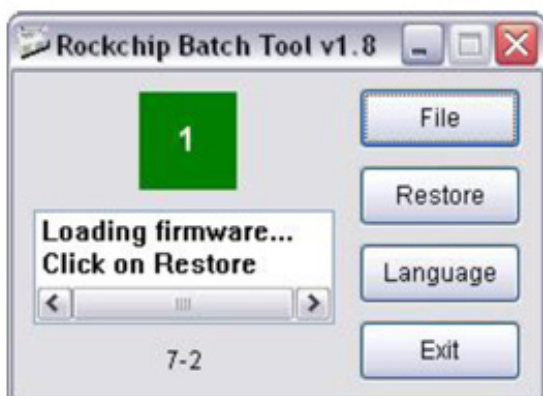 Rockchip Batch Tool v1.8
1
File
Restore
Loading firmware...
Click on Restore
Language
7-2
Exit